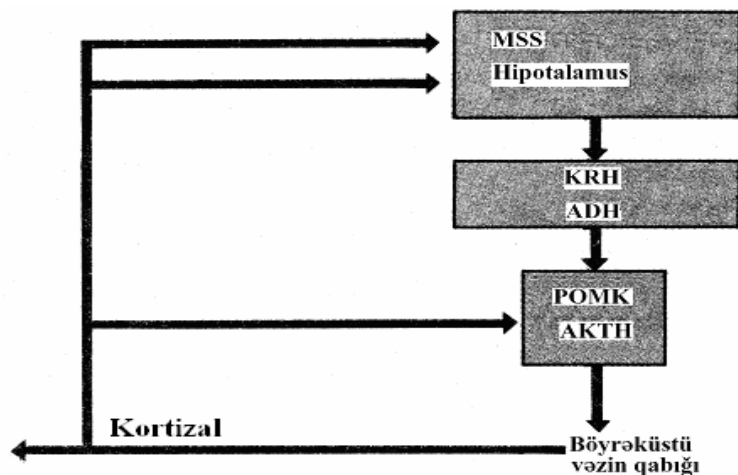 MSS
Hipotalamus
KRH
ADH
POMK
AKTH
Kortizal
Böyrəküstü
vəzin qabığı